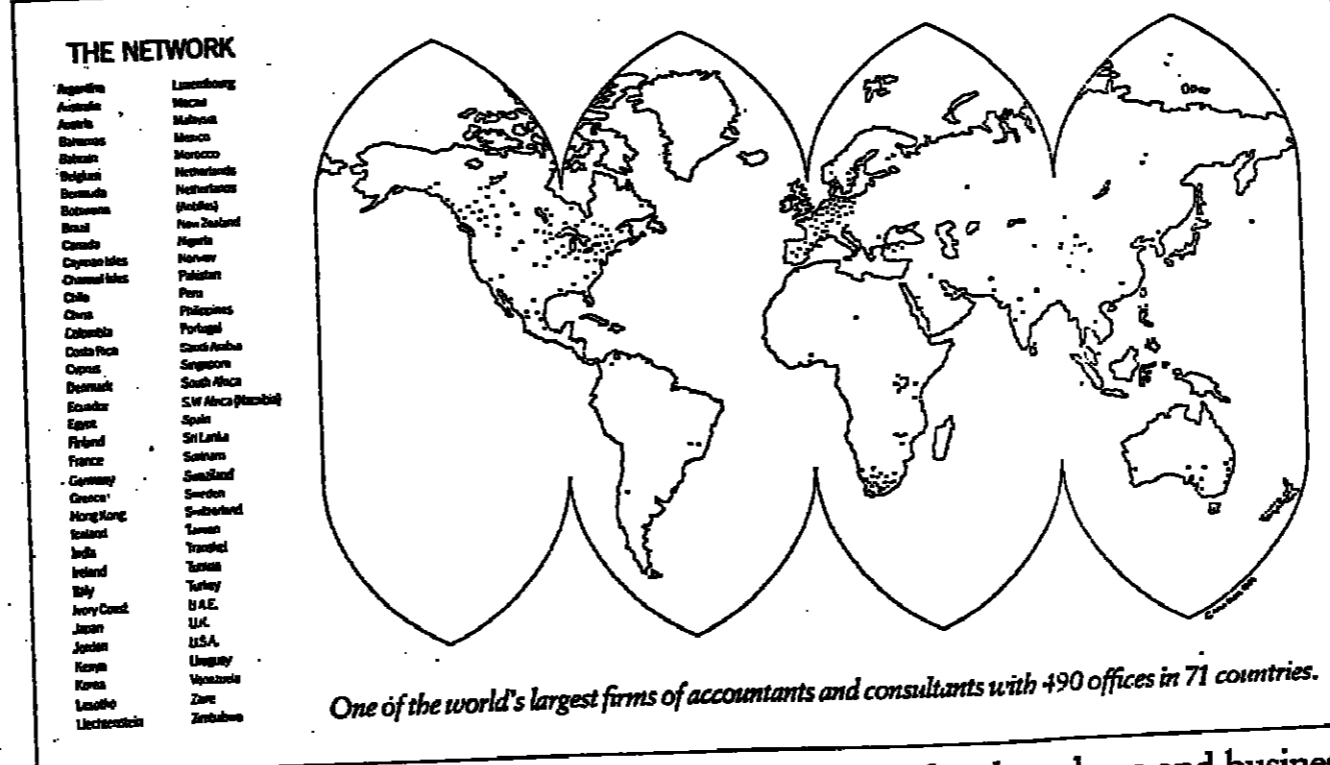 THE NETWORK
Argentina
Australia
Austria
Bahamas
Bahrain
Belgium
Bermuda
Botswana
Brazil
Canada
Cayman Isles
Channel Isles
Chile
China
Colombia
Costa Rica
Cyprus
Denmark
Ecuador
Egypt
Finland
France
Germany
Greece
Hong Kong
Iceland
India
Ireland
Italy
Ivory Coast
Japan
Jordan
Kenya
Korea
Lesotho
Liechtenstein
Luxembourg
Macau
Malaysia
Mexico
Morocco
Netherlands
Netherlands
(Antilles)
New Zealand
Nigeria
Norway
Pakistan
Peru
Philippines
Portugal
Saudi Arabia
Singapore
South Africa
S.W Africa (Namibia)
Spain
Sri Lanka
Surinam
Swaziland
Sweden
Switzerland
Taiwan
Transkei
Tunisia
Turkey
U.A.E.
U.K.
U.S.A.
Uruguay
Venezuela
Zaire
Zimbabwe
One of the world's largest firms of accountants and consultants with 490 offices in 71 countries.
and business